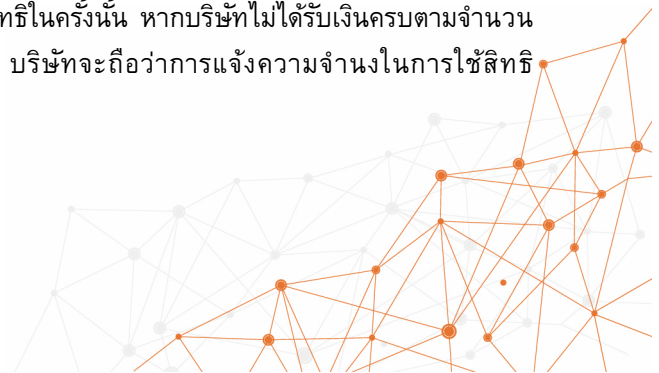 ทธิในครั้งนั้น หากบริษัทไม่ได้รับเงินครบตามจำนวน
บริษัทจะถือว่าการแจ้งความจำนงในการใช้สิทธิ